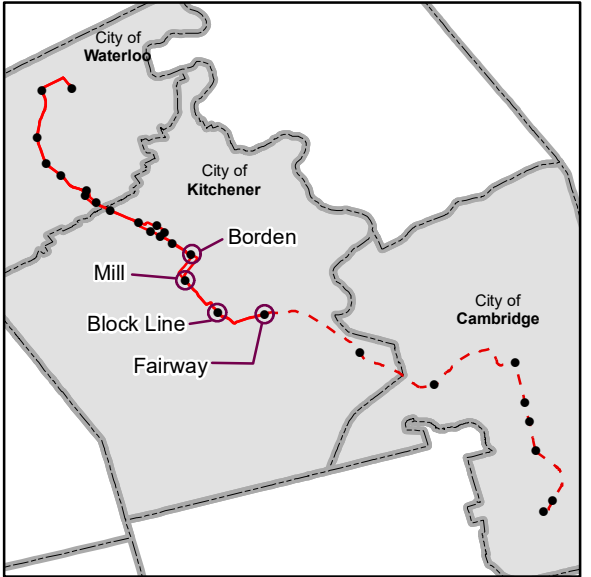 City of
Waterloo
City of
Kitchener
Borden
Mill
City of
Cambridge
Block Line
Fairway